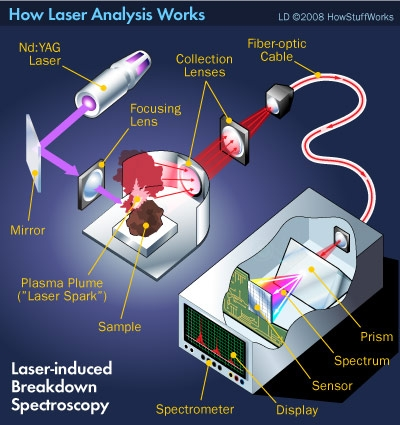 How Laser Analysis Works
LD ©2008 HowStuffWorks
Nd:YAG
Laser
Collection
Lenses
Fiber-optic
Cable
Focusing
Lens
Mirror
Plasma Plume
("Laser Spark")
Sample
Prism
Spectrum
Sensor
Display
Spectrometer
Laser-induced
Breakdown
Spectroscopy